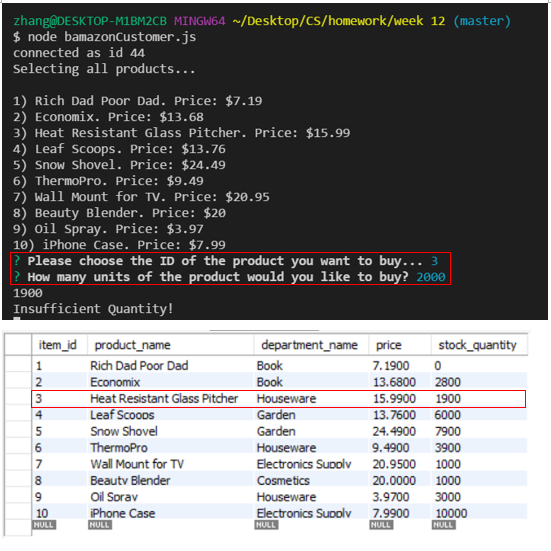 zhang@DESKTOP-M1BM2CB MINGW64 ~/Desktop/CS/homework/week 12 (master)
$ node bamazonCustomer.js
connected as id 44
Selecting all products...
1) Rich Dad Poor Dad. Price: $7.19
2) Economix. Price: $13.68
3) Heat Resistant Glass Pitcher. Price: $15.99
4) Leaf Scoops. Price: $13.76
5) Snow Shovel. Price: $24.49
6) ThermoPro. Price: $9.49
7) Wall Mount for TV. Price: $20.95
8) Beauty Blender. Price: $20
9) Oil Spray. Price: $3.97
10) iPhone Case. Price: $7.99
? Please choose the ID of the product you want to buy... 3
? How many units of the product would you like to buy? 2000
1900
Insufficient Quantity!
item_id product_name department_name price stock_quantity
1 Rich Dad Poor Dad Book 7.1900 0
2 Economix Book 13.6800 2800
3 Heat Resistant Glass Pitcher Houseware 15.9900 1900
4 Leaf Scoops Garden 13.7600 6000
5 Snow Shovel Garden 24.4900 7900
6 ThermoPro Houseware 9.4900 3900
7 Wall Mount for TV Electronics Supply 20.9500 1000
8 Beauty Blender Cosmetics 20.0000 1000
9 Oil Spray Houseware 3.9700 3000
10 iPhone Case Electronics Supply 7.9900 10000
NULL NULL NULL NULL NULL